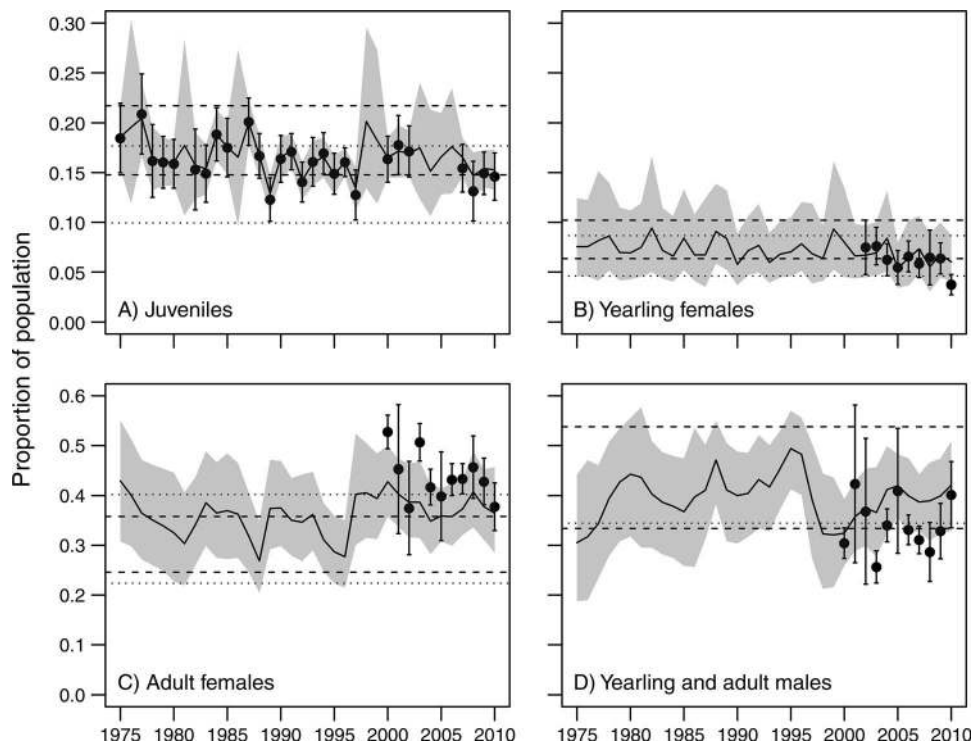 Proportion of population
0.30
0.25
0.20
0.15
0.10
0.05
0.00
A) Juveniles
B) Yearling females
0.6
0.5
0.4
0.3
0.2
0.1
0.0
C) Adult females
D) Yearling and adult males
1975 1980 1985 1990 1995 2000 2005 2010
1975 1980 1985 1990 1995 2000 2005 2010